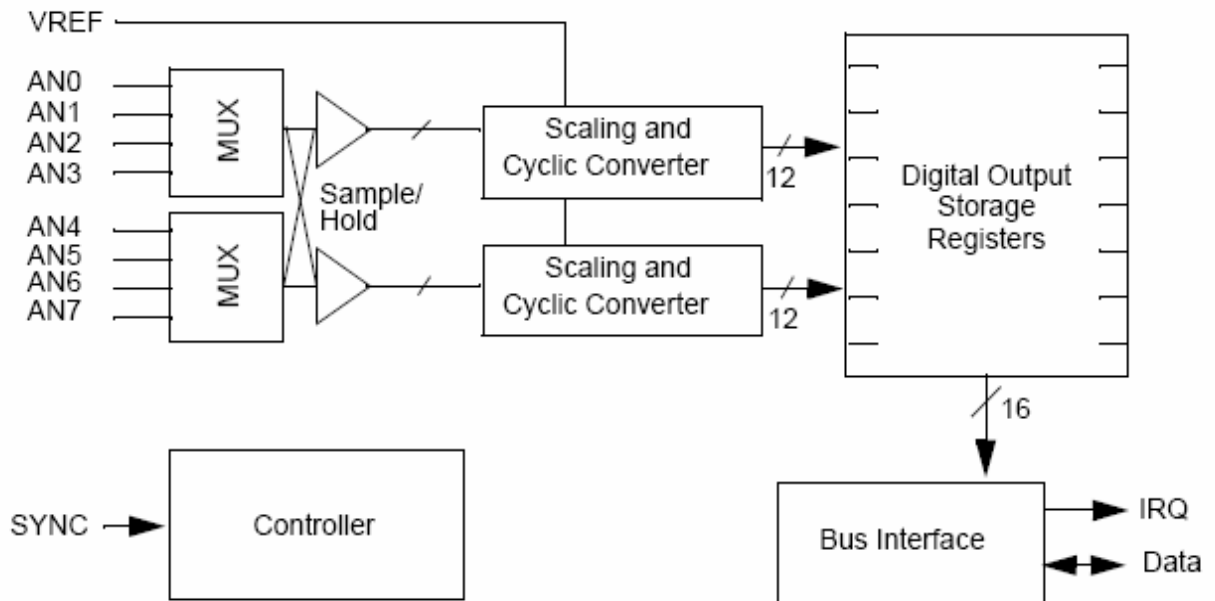 VREF
AN0
AN1
AN2
AN3
MUX
AN4
AN5
AN6
AN7
MUX
Sample/
Hold
Scaling and
Cyclic Converter
12
Scaling and
Cyclic Converter
12
Digital Output
Storage
Registers
16
SYNC
Controller
Bus Interface
IRQ
Data